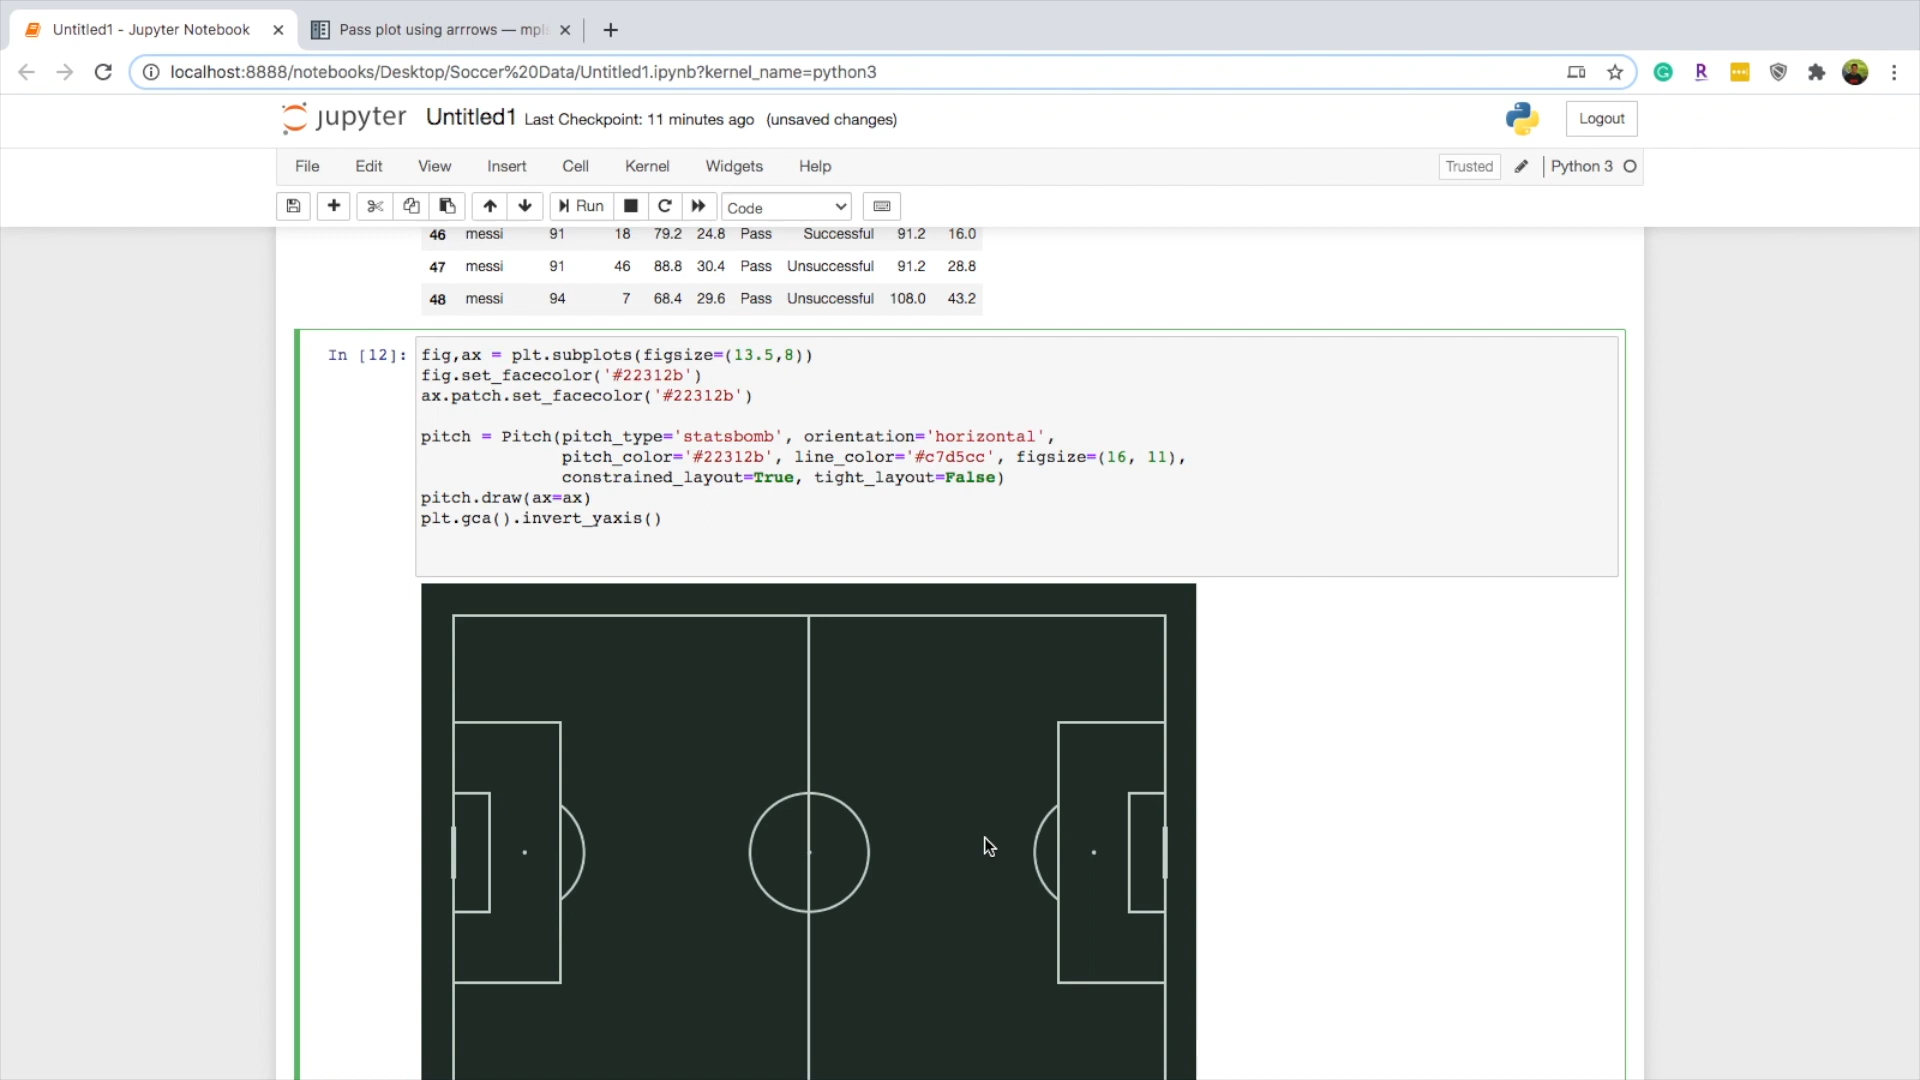 Untitled1 - Jupyter Notebook
Pass plot using arrrows — mpls
localhost:8888/notebooks/Desktop/Soccer%20Data/Untitled1.ipynb?kernel_name=python3
jupyter Untitled1 Last Checkpoint: 11 minutes ago (unsaved changes)
Logout
File Edit View Insert Cell Kernel Widgets Help
Trusted Python 3
Run Code
46 messi 91 18 79.2 24.8 Pass Successful 91.2 16.0
47 messi 91 46 88.8 30.4 Pass Unsuccessful 91.2 28.8
48 messi 94 7 68.4 29.6 Pass Unsuccessful 108.0 43.2
In [12]: fig,ax = plt.subplots(figsize=(13.5,8))
fig.set_facecolor('#22312b')
ax.patch.set_facecolor('#22312b')
pitch = Pitch(pitch_type='statsbomb', orientation='horizontal',
pitch_color='#22312b', line_color='#c7d5cc', figsize=(16, 11),
constrained_layout=True, tight_layout=False)
pitch.draw(ax=ax)
plt.gca().invert_yaxis()